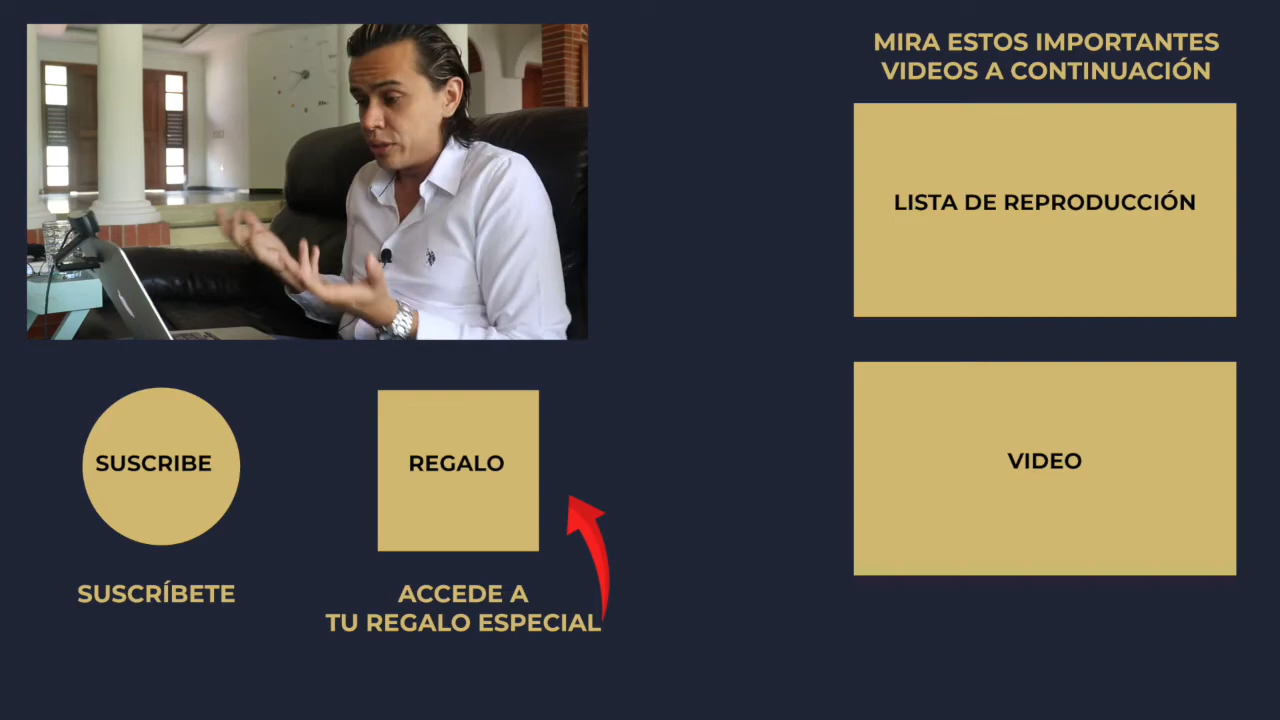 MIRA ESTOS IMPORTANTES
VIDEOS A CONTINUACIÓN
LISTA DE REPRODUCCIÓN
SUSCRIBE
REGALO
VIDEO
SUSCRÍBETE
ACCEDE A
TU REGALO ESPECIAL